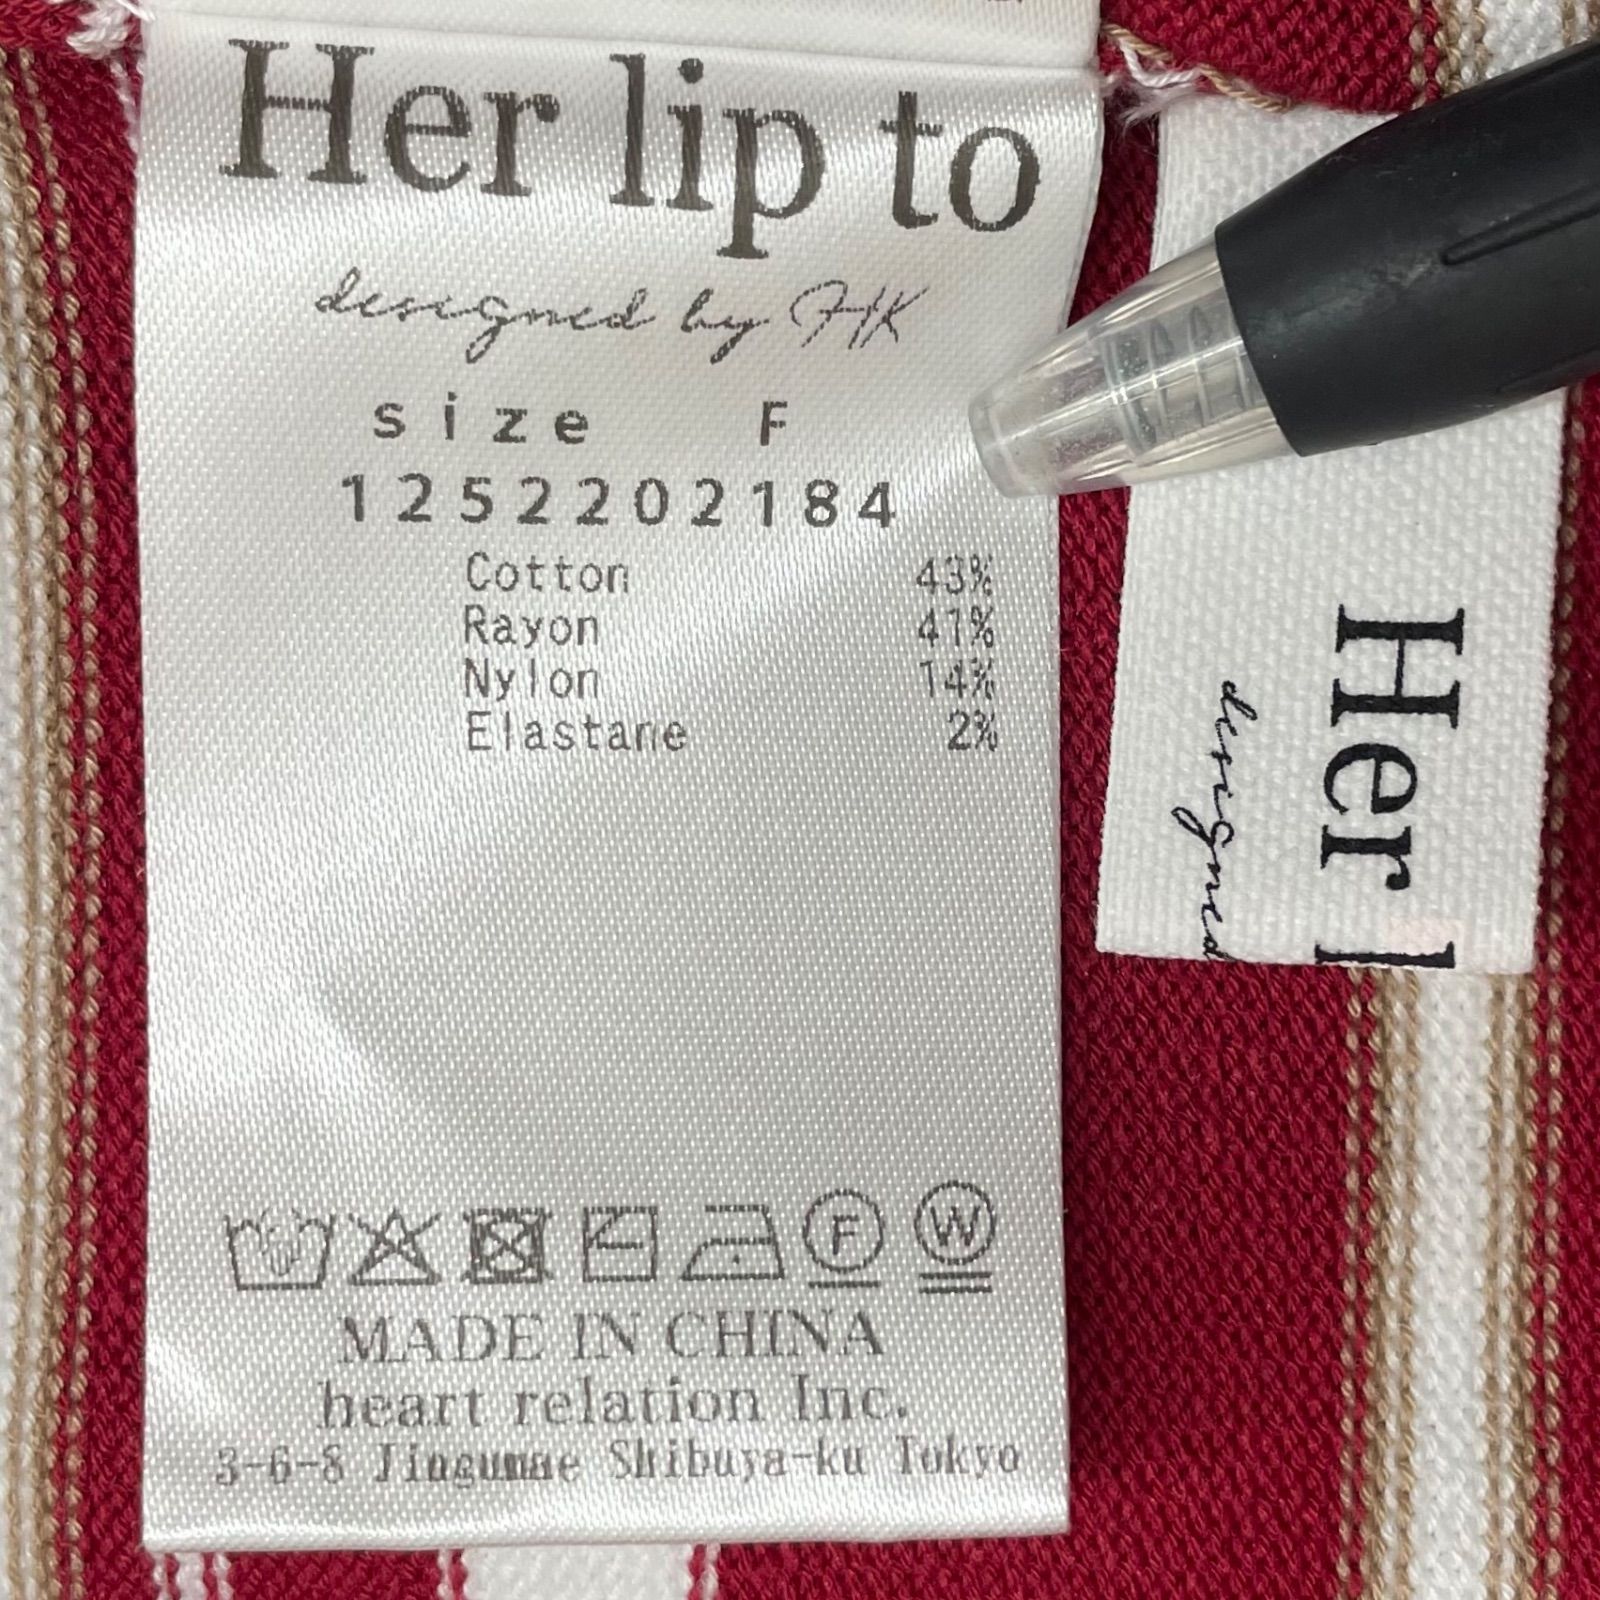 Her lip to
designed by HK
size F
1252202184
Cotton 43%
Rayon 41%
Nylon 14%
Elastane 2%
F
W
MADE IN CHINA
heart relation Inc.
3-6-8 Jingumae Shibuya-ku Tokyo
Her l
designed